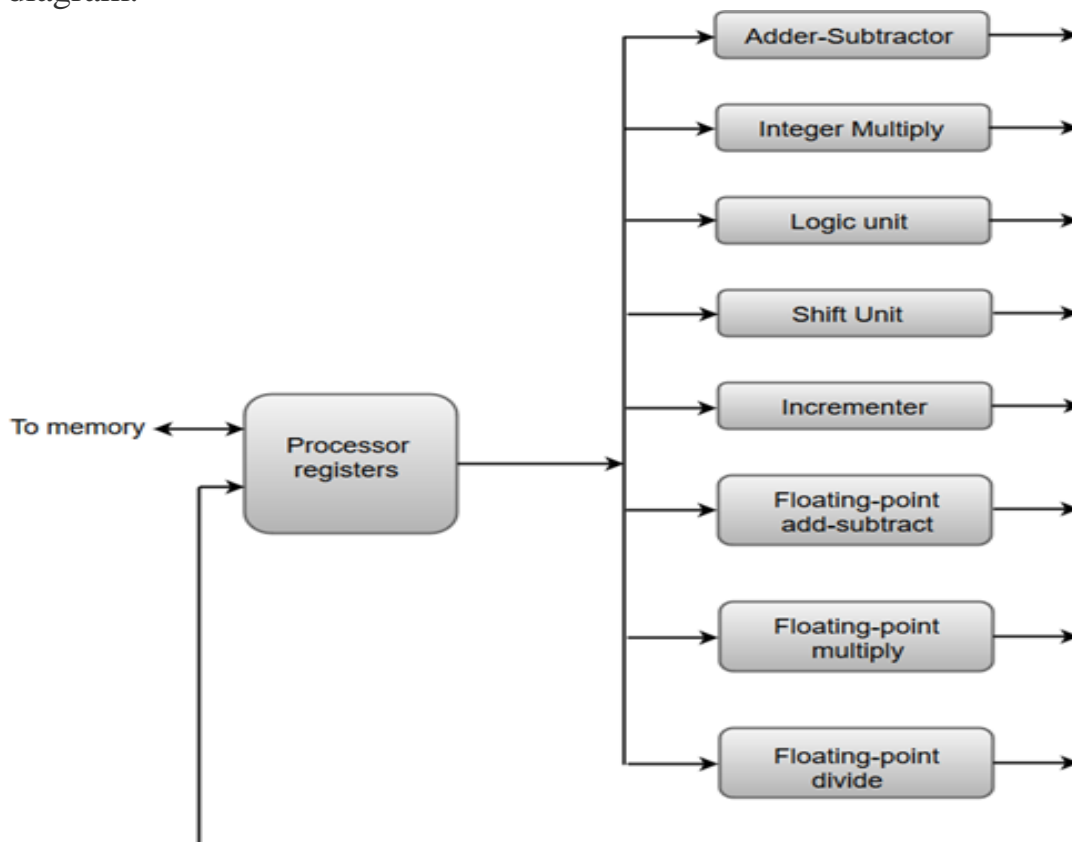 diagram.
Adder-Subtractor
Integer Multiply
Logic unit
Shift Unit
Incrementer
To memory
Processor
registers
Floating-point
add-subtract
Floating-point
multiply
Floating-point
divide